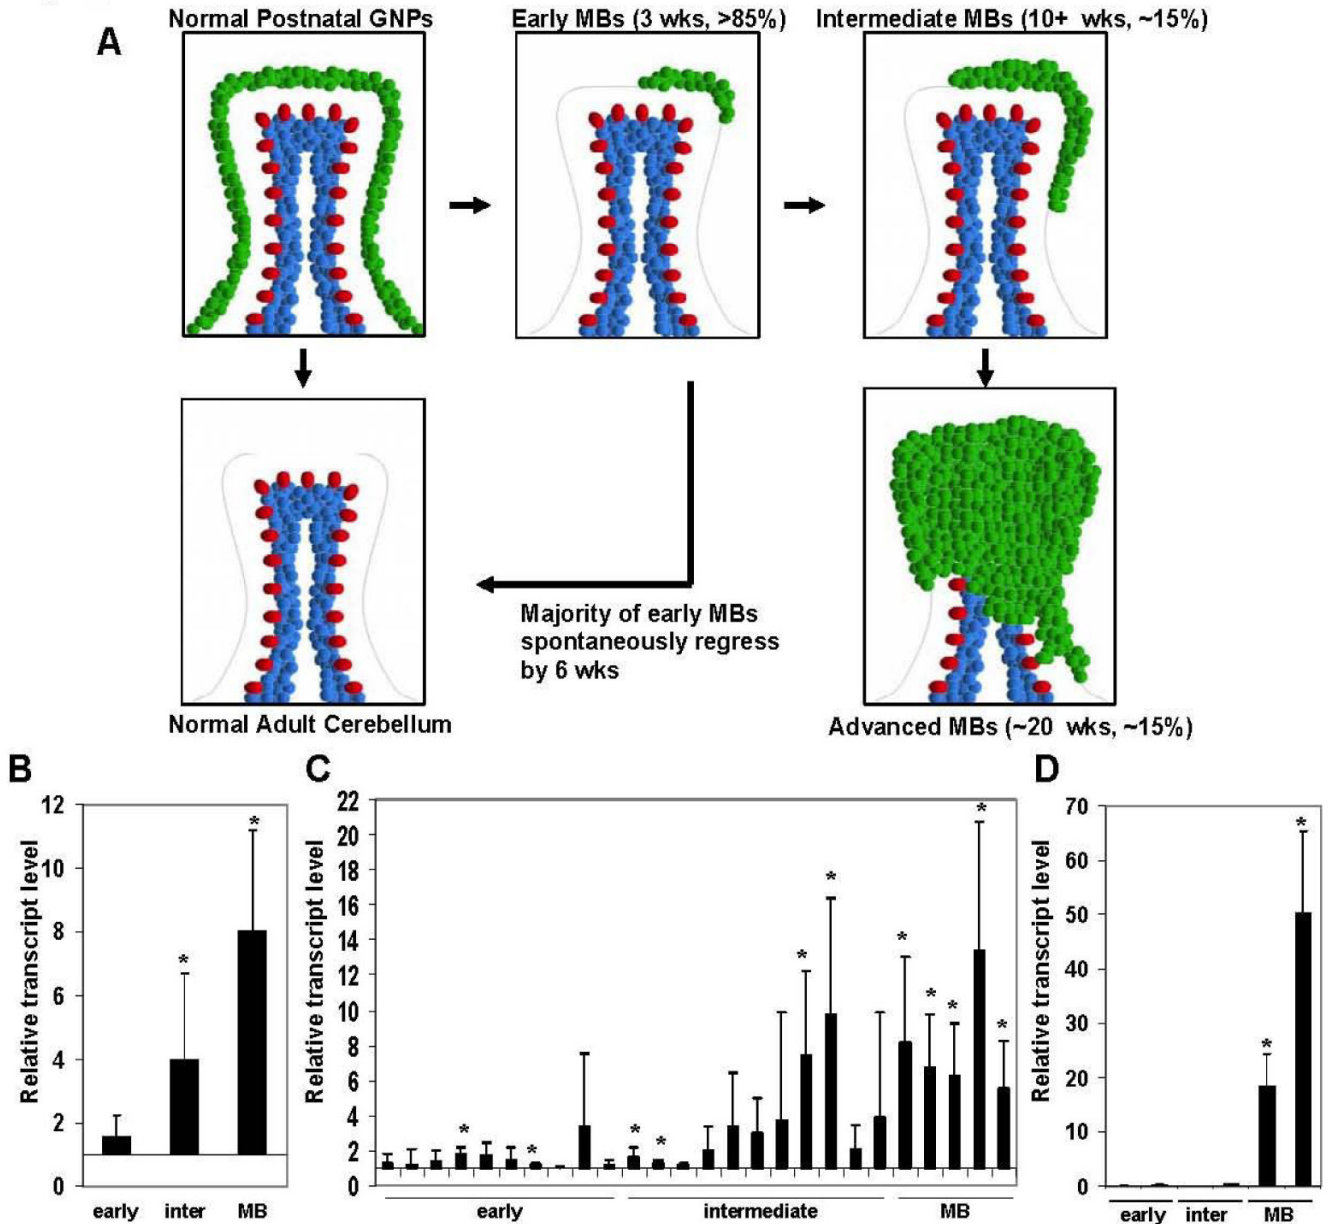 Normal Postnatal GNPs
Early MBs (3 wks, >85%)
Intermediate MBs (10+ wks, ~15%)
A
Majority of early MBs
spontaneously regress
by 6 wks
Normal Adult Cerebellum
Advanced MBs (~20 wks, ~15%)
B
Relative transcript level
12
10
8
6
4
2
0
*
*
early
inter
MB
C
Relative transcript level
22
20
18
16
14
12
10
8
6
4
2
0
*
*
*
*
*
*
*
*
*
*
*
early
intermediate
MB
D
Relative transcript level
70
60
50
40
30
20
10
0
*
*
early
inter
MB